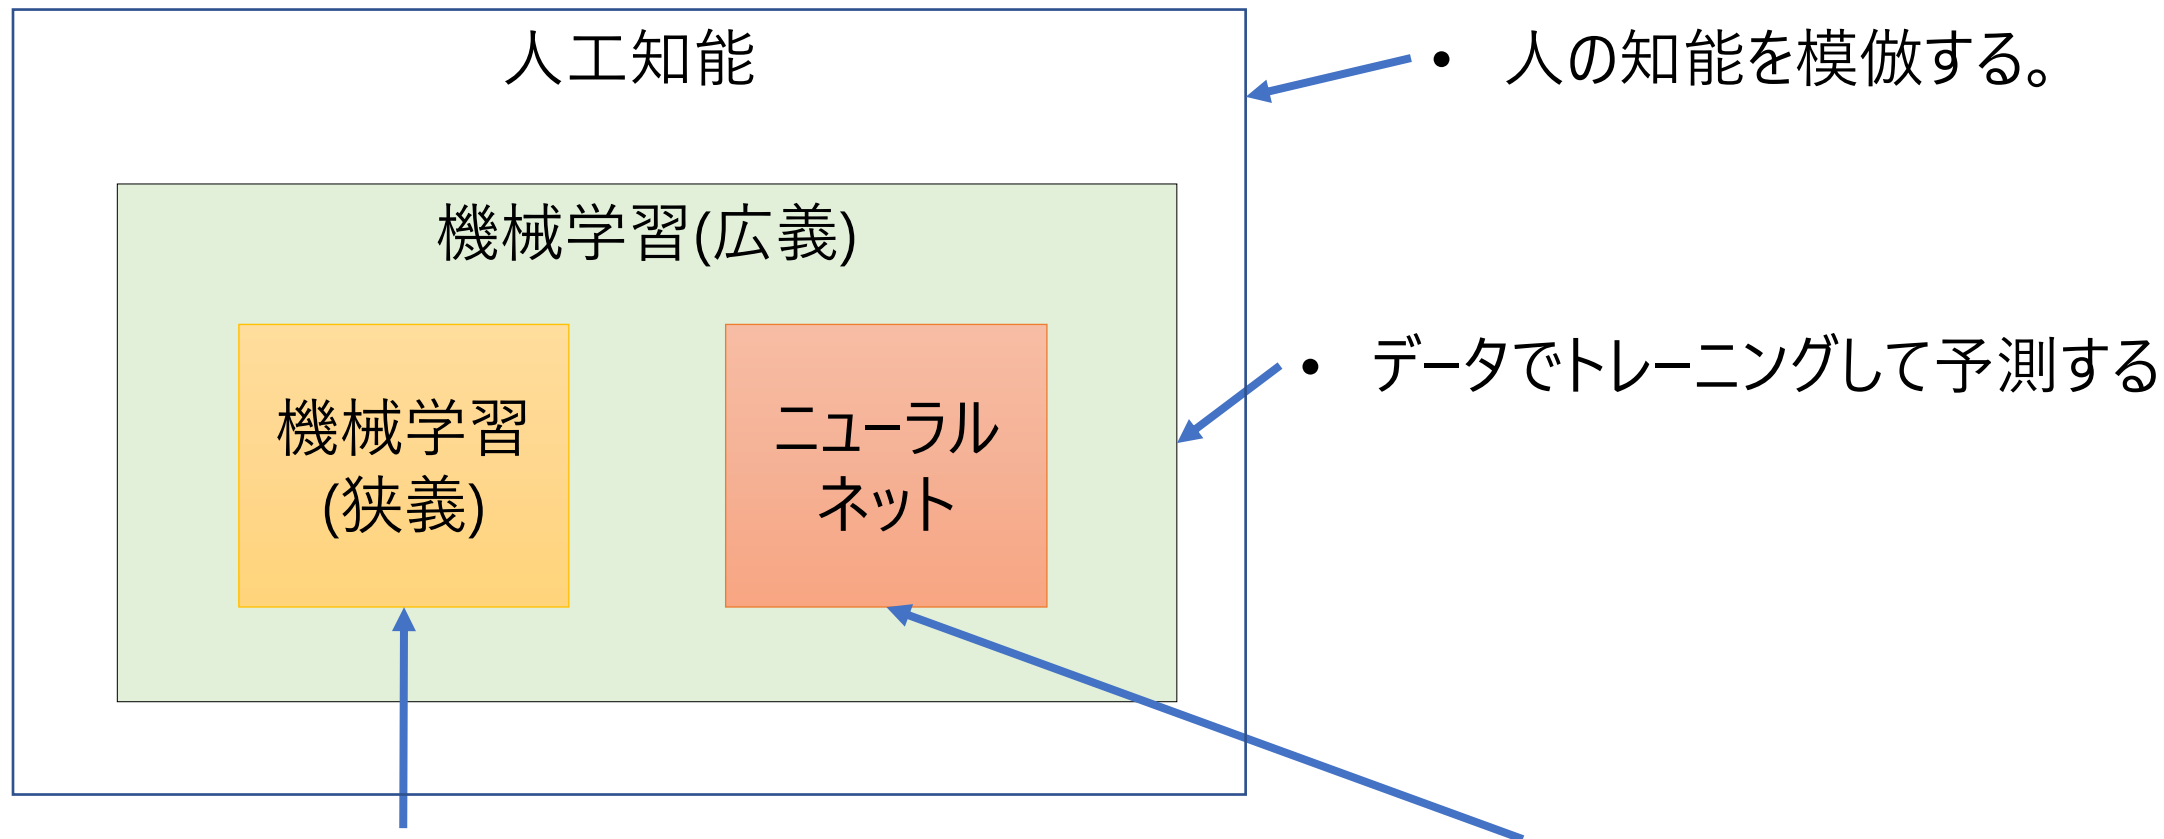 人工知能
• 人の知能を模倣する。
機械学習(広義)
• データでトレーニングして予測する
機械学習
(狭義)
ニューラル
ネット